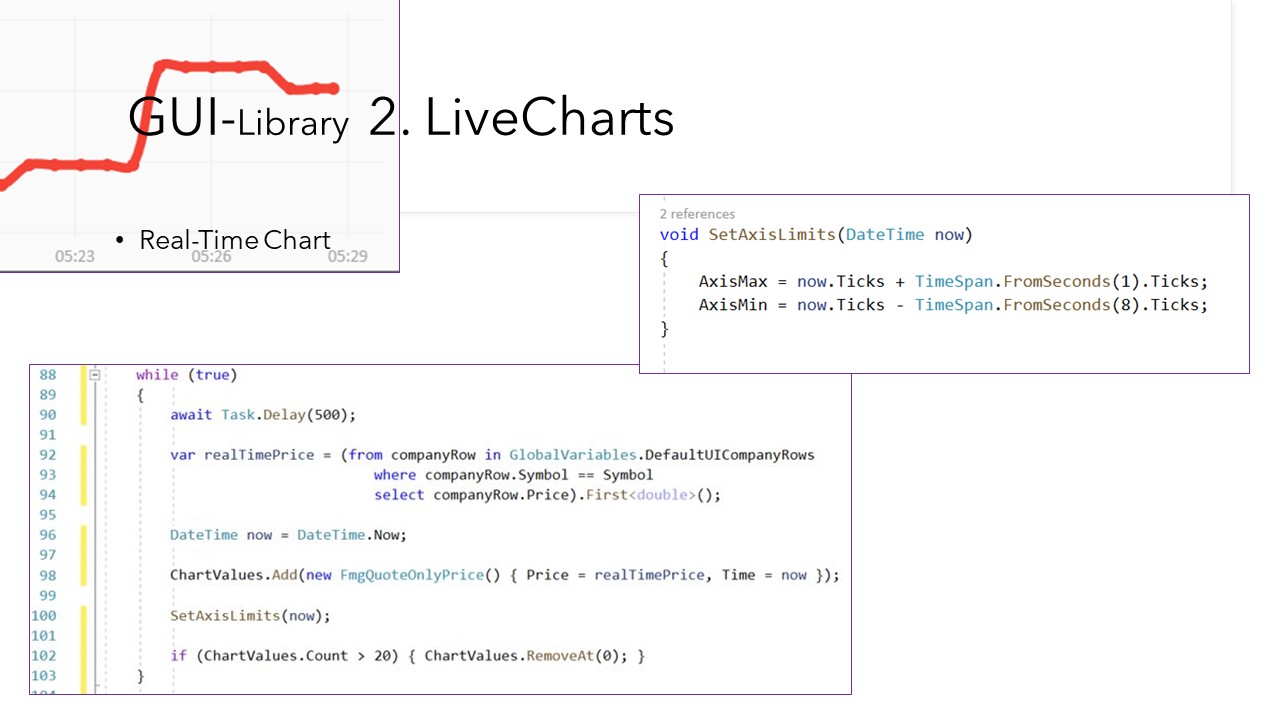 GUI-Library 2. LiveCharts
• Real-Time Chart
05:23 05:26 05:29
2 references
void SetAxisLimits(DateTime now)
{
AxisMax = now.Ticks + TimeSpan.FromSeconds(1).Ticks;
AxisMin = now.Ticks - TimeSpan.FromSeconds(8).Ticks;
}
88 while (true)
89 {
90 await Task.Delay(500);
91
92 var realTimePrice = (from companyRow in GlobalVariables.DefaultUICompanyRows
93 where companyRow.Symbol == Symbol
94 select companyRow.Price).First<double>();
95
96 DateTime now = DateTime.Now;
97
98 ChartValues.Add(new FmgQuoteOnlyPrice() { Price = realTimePrice, Time = now });
99
100 SetAxisLimits(now);
101
102 if (ChartValues.Count > 20) { ChartValues.RemoveAt(0); }
103 }